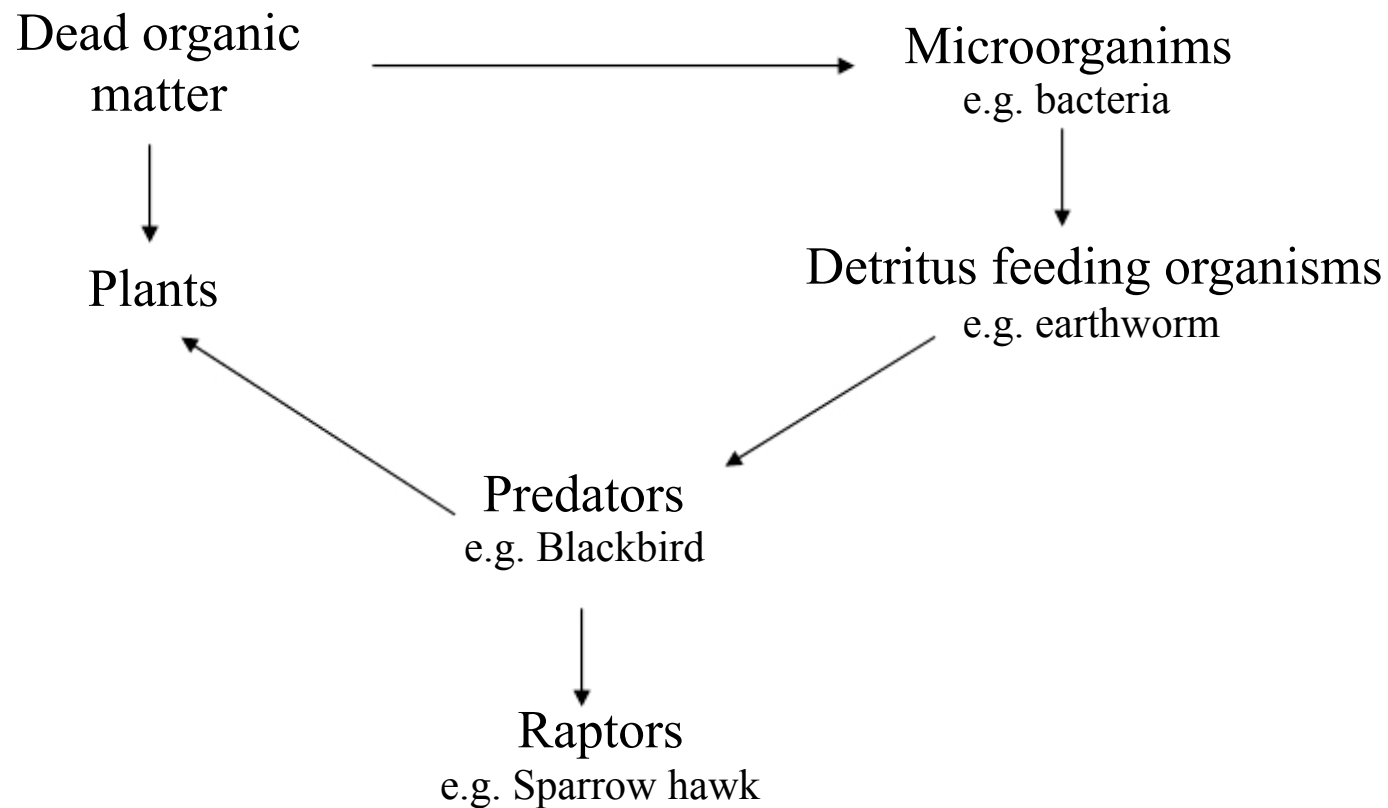 Dead organic
matter
Microorganims
e.g. bacteria
Plants
Detritus feeding organisms
e.g. earthworm
Predators
e.g. Blackbird
Raptors
e.g. Sparrow hawk